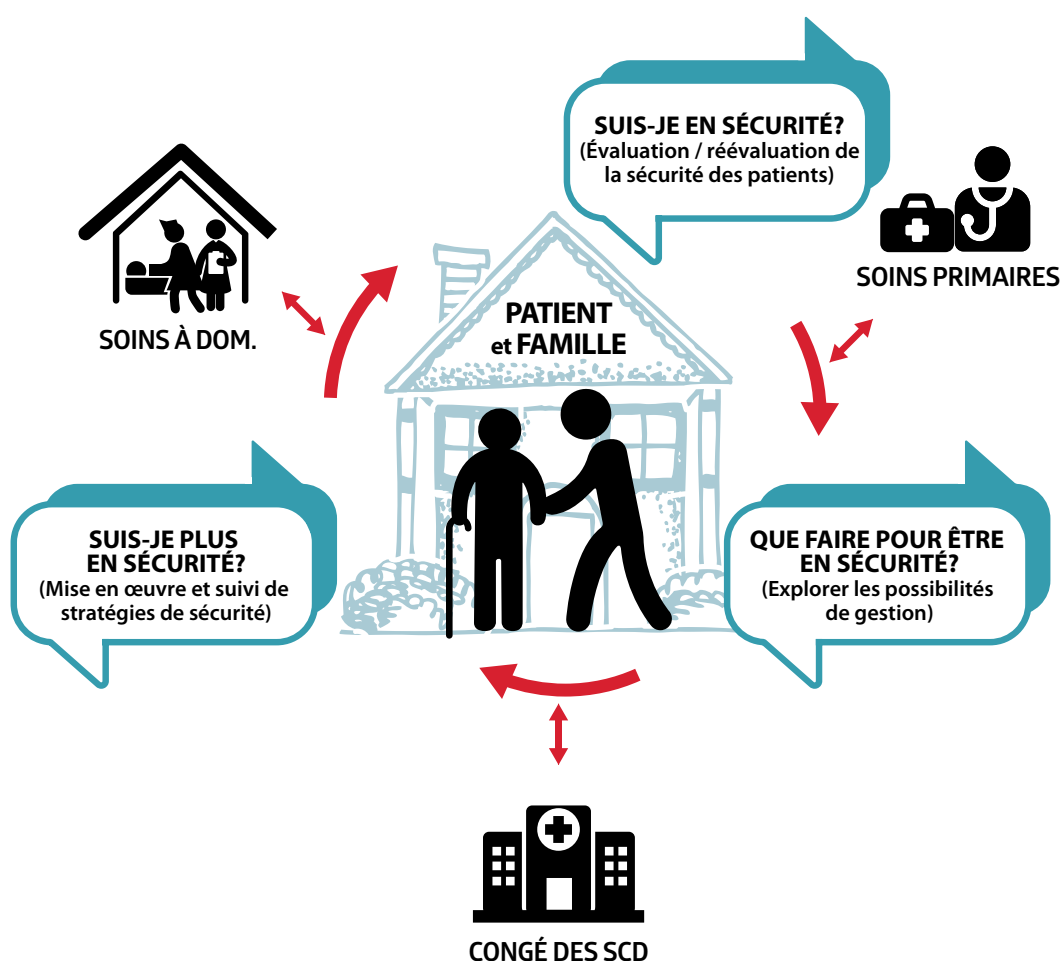 SUIS-JE EN SÉCURITÉ?
(Évaluation / réévaluation de
la sécurité des patients)
SOINS PRIMAIRES
SOINS À DOM.
PATIENT
et FAMILLE
SUIS-JE PLUS
EN SÉCURITÉ?
(Mise en œuvre et suivi de
stratégies de sécurité)
QUE FAIRE POUR ÊTRE
EN SÉCURITÉ?
(Explorer les possibilités
de gestion)
CONGÉ DES SCD